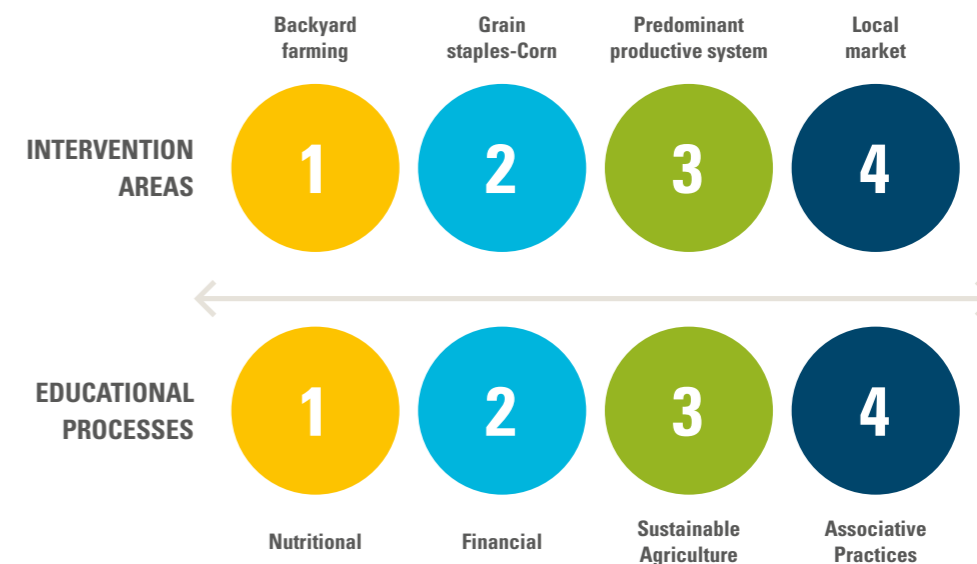 Backyard
farming
Grain
staples-Corn
Predominant
productive system
Local
market
INTERVENTION
AREAS
1
2
3
4
EDUCATIONAL
PROCESSES
1
2
3
4
Nutritional
Financial
Sustainable
Agriculture
Associative
Practices